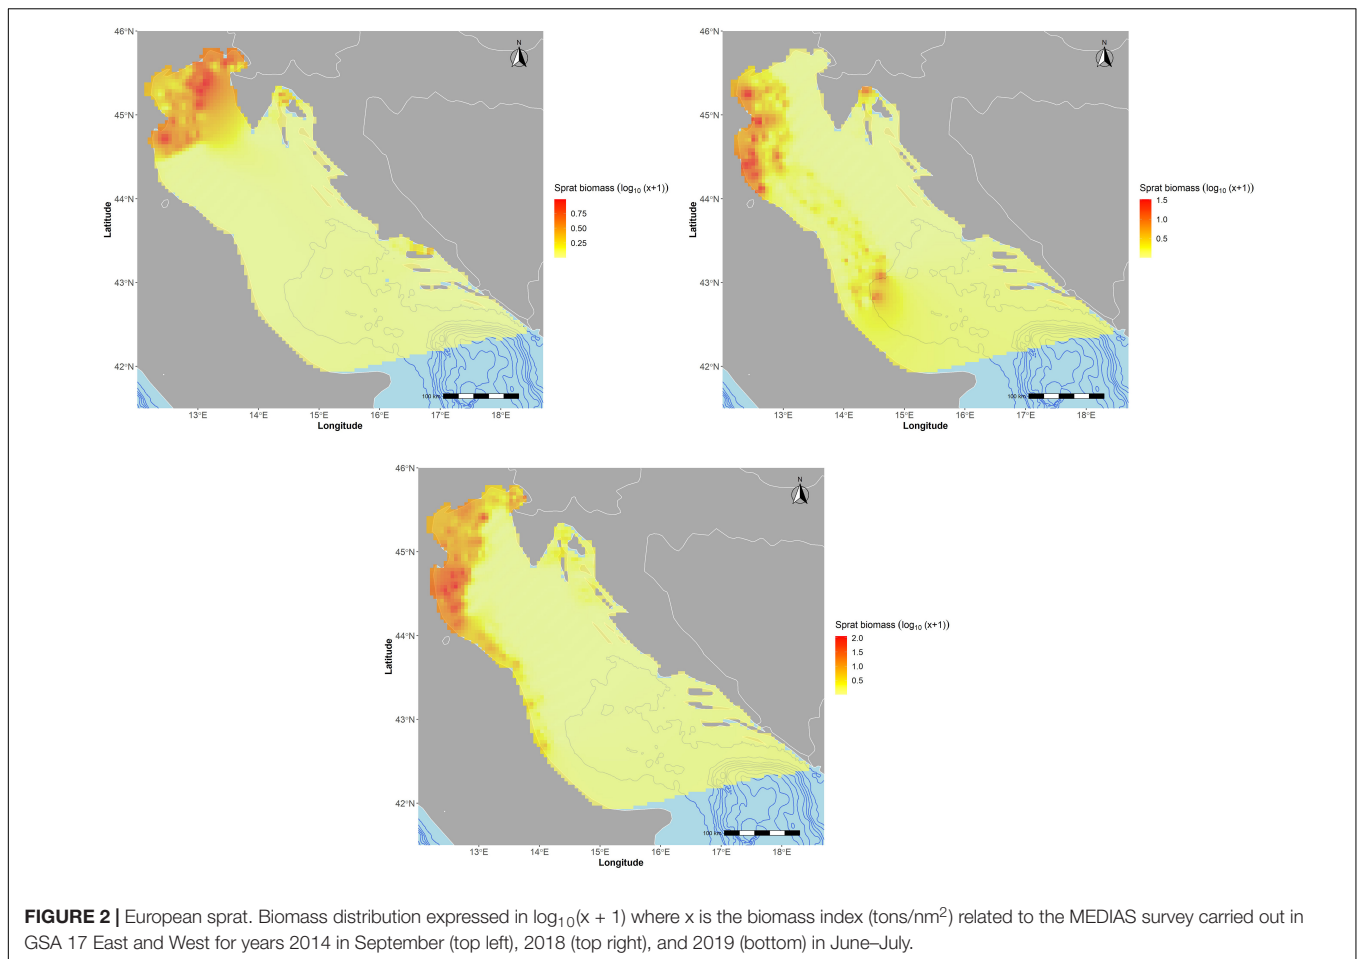 46°N
45°N
44°N
43°N
42°N
Latitude
13°E 14°E 15°E 16°E 17°E 18°E
Longitude
N
100 km
Sprat biomass (log10 (x+1))
0.75
0.50
0.25
46°N
45°N
44°N
43°N
42°N
Latitude
13°E 14°E 15°E 16°E 17°E 18°E
Longitude
N
100 km
Sprat biomass (log10 (x+1))
1.5
1.0
0.5
46°N
45°N
44°N
43°N
42°N
Latitude
13°E 14°E 15°E 16°E 17°E 18°E
Longitude
N
100 km
Sprat biomass (log10 (x+1))
2.0
1.5
1.0
0.5
FIGURE 2 | European sprat. Biomass distribution expressed in log10(x + 1) where x is the biomass index (tons/nm²) related to the MEDIAS survey carried out in
GSA 17 East and West for years 2014 in September (top left), 2018 (top right), and 2019 (bottom) in June–July.